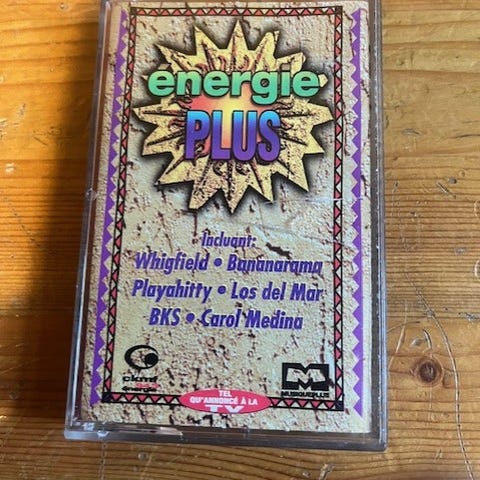 energie
PLUS
Incluant:
Whigfield • Bananarama
Playahitty • Los del Mar
BKS • Carol Medina
MUSIQUEPLUS
TEL
QU'ANNONCÉ À LA
TV